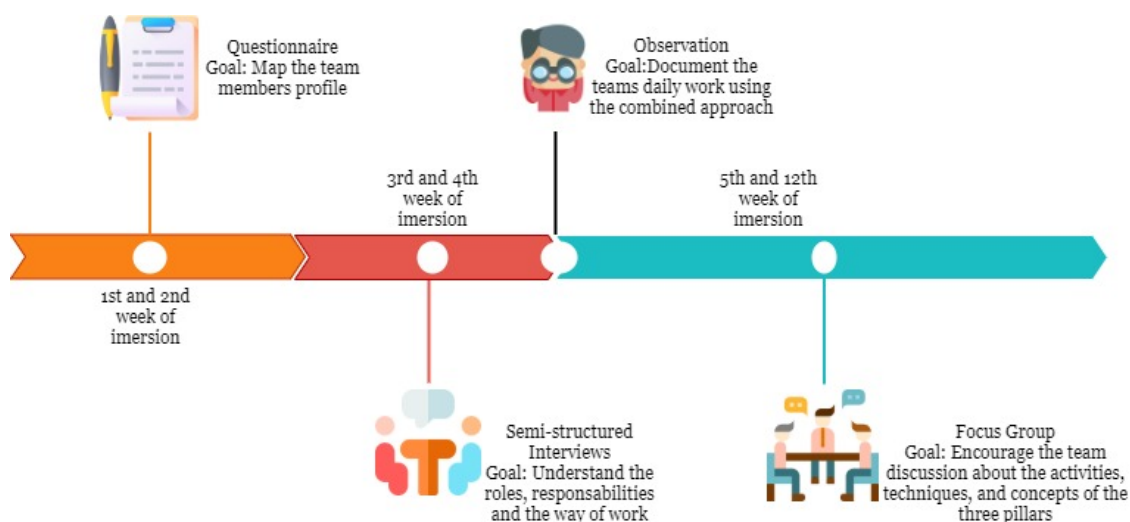 Questionnaire
Goal: Map the team
members profile
Observation
Goal:Document the
teams daily work using
the combined approach
3rd and 4th
week of
imersion
5th and 12th
week of
imersion
1st and 2nd
week of
imersion
Semi-structured
Interviews
Goal: Understand the
roles, responsabilities
and the way of work
Focus Group
Goal: Encourage the team
discussion about the activities,
techniques, and concepts of the
three pillars